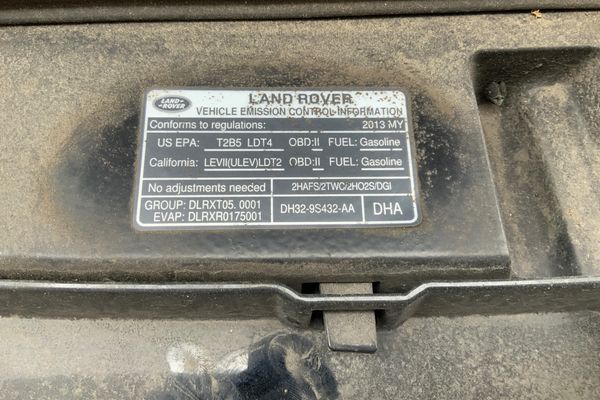 LAND ROVER
LAND ROVER
VEHICLE EMISSION CONTROL INFORMATION
Conforms to regulations: 2013 MY
US EPA: T2B5 LDT4 OBD:II FUEL: Gasoline
California: LEVII(ULEV)LDT2 OBD:II FUEL: Gasoline
No adjustments needed 2HAFS/2TWC/2HO2S/DGI
GROUP: DLRXT05. 0001
EVAP: DLRXR0175001
DH32-9S432-AA DHA